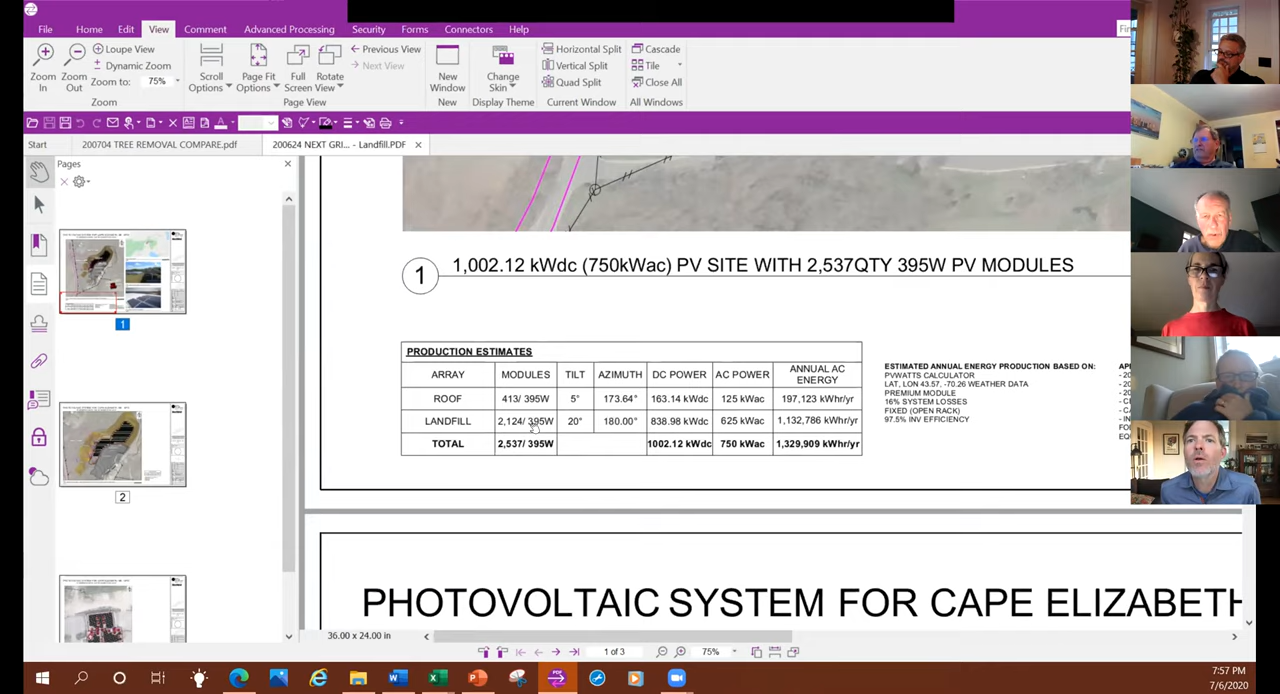 File Home Edit View Comment Advanced Processing Security Forms Connectors Help Fin
Loupe View
Dynamic Zoom
Zoom In
Zoom Out
Zoom to: 75%
Zoom
Scroll Options
Page Fit Options
Full Screen
Rotate View
Page View
Previous View
Next View
New Window
New
Change Skin
Display Theme
Horizontal Split
Vertical Split
Quad Split
Current Window
Cascade
Tile
Close All
All Windows
Start 200704 TREE REMOVAL COMPARE.pdf 200624 NEXT GRI... - Landfill.PDF
Pages
1
2
1 1,002.12 kWdc (750kWac) PV SITE WITH 2,537QTY 395W PV MODULES
PRODUCTION ESTIMATES
ARRAY MODULES TILT AZIMUTH DC POWER AC POWER ANNUAL AC ENERGY
ROOF 413/ 395W 5° 173.64° 163.14 kWdc 125 kWac 197,123 kWhr/yr
LANDFILL 2,124/ 395W 20° 180.00° 838.98 kWdc 625 kWac 1,132,786 kWhr/yr
TOTAL 2,537/ 395W 1002.12 kWdc 750 kWac 1,329,909 kWhr/yr
ESTIMATED ANNUAL ENERGY PRODUCTION BASED ON:
PVWATTS CALCULATOR
LAT, LON 43.57, -70.26 WEATHER DATA
PREMIUM MODULE
16% SYSTEM LOSSES
FIXED (OPEN RACK)
97.5% INV EFFICIENCY
PHOTOVOLTAIC SYSTEM FOR CAPE ELIZABETH
36.00 x 24.00 in
1 of 3 75%
7:57 PM
7/6/2020